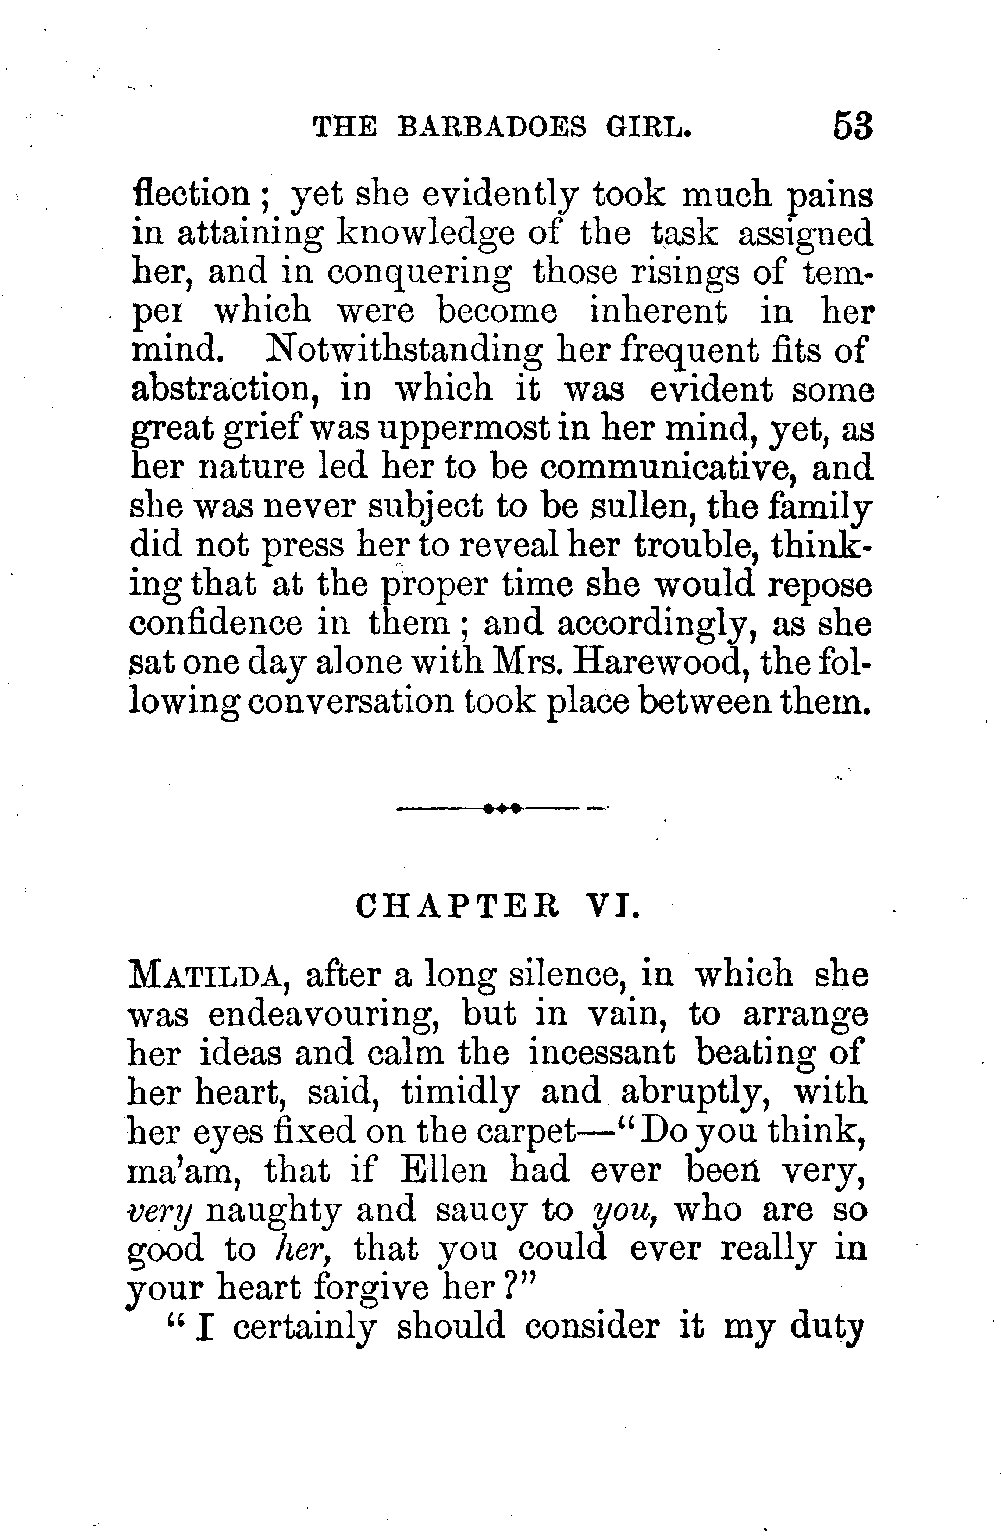 THE BARBADOES GIRL. 53
flection ; yet she evidently took much pains
in attaining knowledge of the task assigned
her, and in conquering those risings of tem-
per which were become inherent in her
mind. Notwithstanding her frequent fits of
abstraction, in which it was evident some
great grief was uppermost in her mind, yet, as
her nature led her to be communicative, and
she was never subject to be sullen, the family
did not press her to reveal her trouble, think-
ing that at the proper time she would repose
confidence in them ; and accordingly, as she
sat one day alone with Mrs. Harewood, the fol-
lowing conversation took place between them.
CHAPTER VI.
MATILDA, after a long silence, in which she
was endeavouring, but in vain, to arrange
her ideas and calm the incessant beating of
her heart, said, timidly and abruptly, with
her eyes fixed on the carpet—“Do you think,
ma’am, that if Ellen had ever been very,
very naughty and saucy to you, who are so
good to her, that you could ever really in
your heart forgive her ?”
“ I certainly should consider it my duty